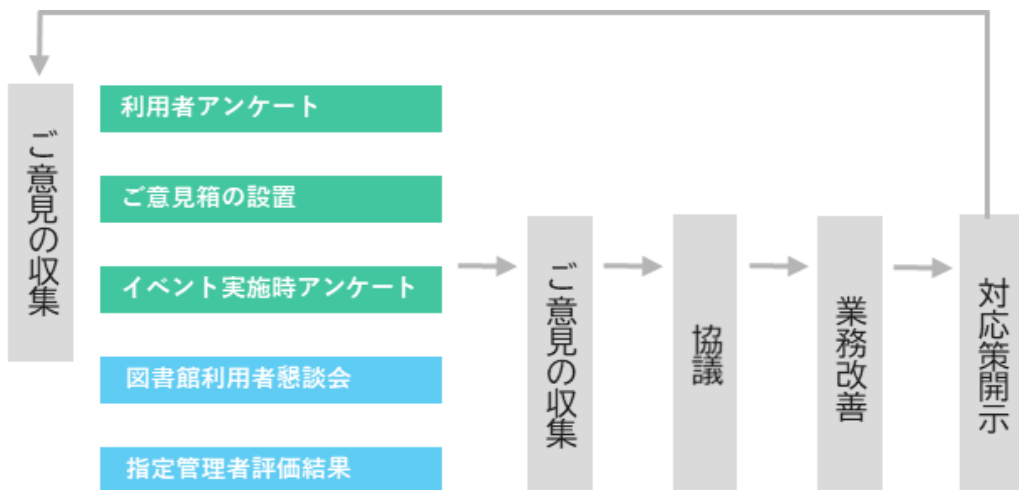 ご意見の収集
利用者アンケート
ご意見箱の設置
イベント実施時アンケート
図書館利用者懇談会
指定管理者評価結果
ご意見の収集
協議
業務改善
対応策開示